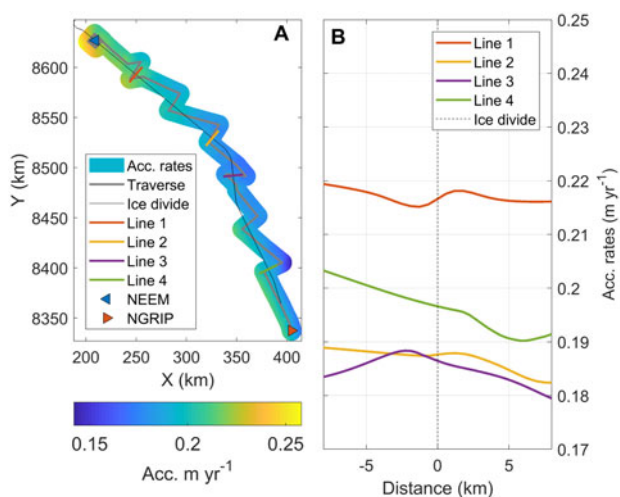 A
8600
8550
8500
8450
8400
8350
Y (km)
Acc. rates
Traverse
Ice divide
Line 1
Line 2
Line 3
Line 4
NEEM
NGRIP
200 250 300 350 400
X (km)
0.15 0.2 0.25
Acc. m yr⁻¹
B
Line 1
Line 2
Line 3
Line 4
Ice divide
0.25
0.24
0.23
0.22
0.21
0.2
0.19
0.18
0.17
Acc. rates (m yr⁻¹)
-5 0 5
Distance (km)